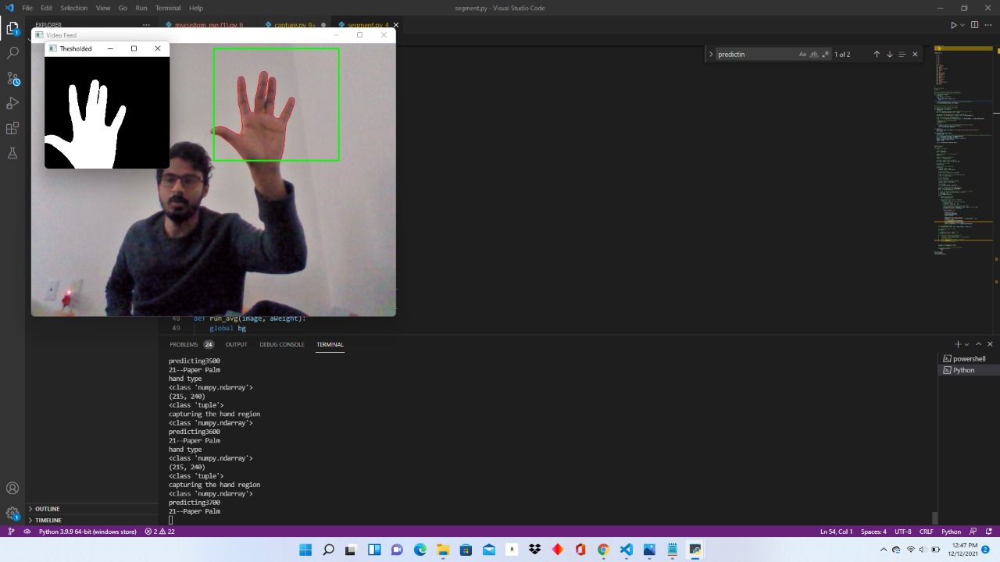 File Edit Selection View Go Run Terminal Help
segment.py - Visual Studio Code
EXPLORER
mycustom_mn (1).py 6
capture.py 9+
segment.py 4
Video Feed
Thesholded
predictin
Aa
ab
1 of 2
48 def run_avg(image, aWeight):
49 global bg
PROBLEMS 24 OUTPUT DEBUG CONSOLE TERMINAL
predicting3500
21--Paper Palm
hand type
<class 'numpy.ndarray'>
(215, 240)
<class 'tuple'>
capturing the hand region
<class 'numpy.ndarray'>
predicting3600
21--Paper Palm
hand type
<class 'numpy.ndarray'>
(215, 240)
<class 'tuple'>
capturing the hand region
<class 'numpy.ndarray'>
predicting3700
21--Paper Palm
powershell
Python
OUTLINE
TIMELINE
Python 3.9.9 64-bit (windows store) 2 22
Ln 54, Col 1 Spaces: 4 UTF-8 CRLF Python
12:47 PM
12/12/2021
2